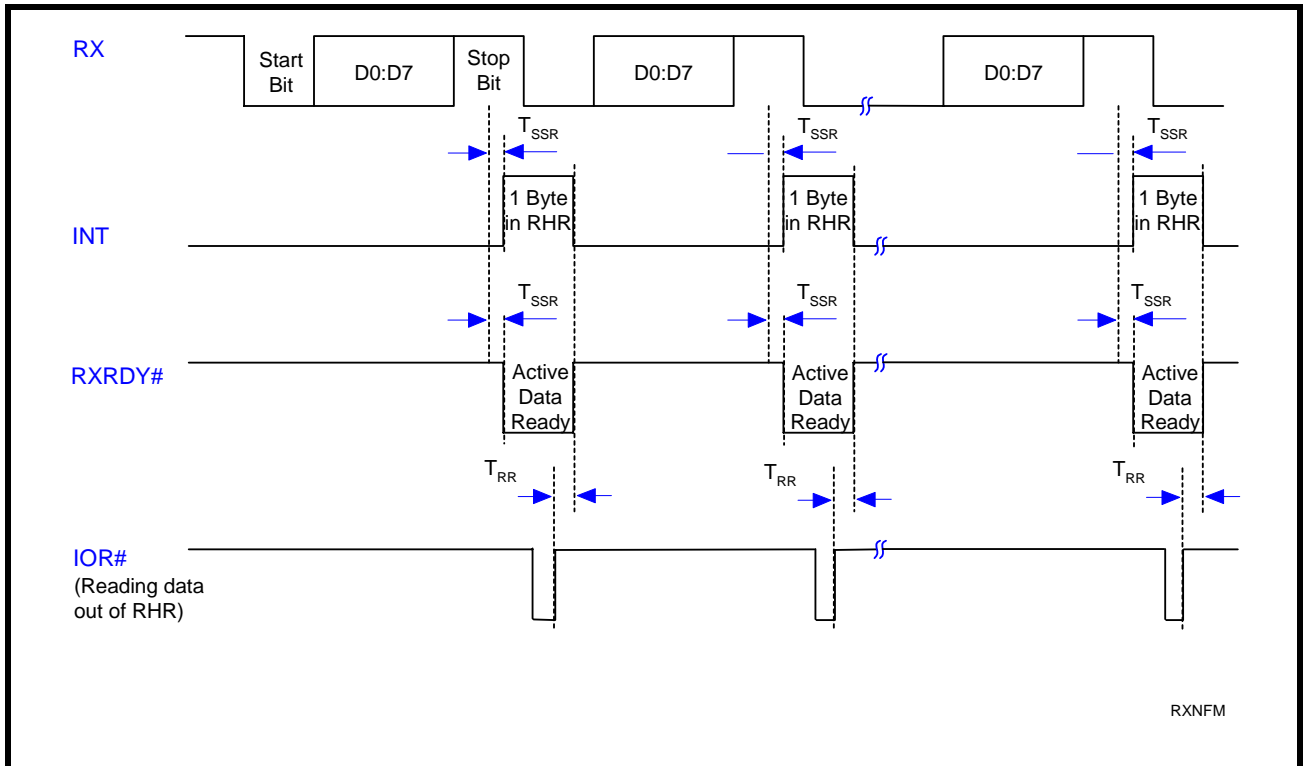 RX
Start
Bit
D0:D7
Stop
Bit
D0:D7
D0:D7
TSSR
TSSR
TSSR
INT
1 Byte
in RHR
1 Byte
in RHR
1 Byte
in RHR
TSSR
TSSR
TSSR
RXRDY#
Active
Data
Ready
Active
Data
Ready
Active
Data
Ready
TRR
TRR
TRR
IOR#
(Reading data
out of RHR)
RXNFM